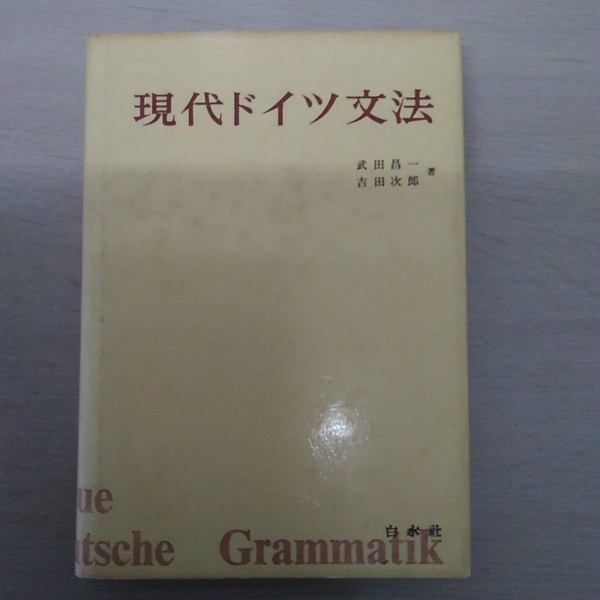 現代ドイツ文法
武田昌一
吉田次郎 著
ue
utsche Grammatik
白水社